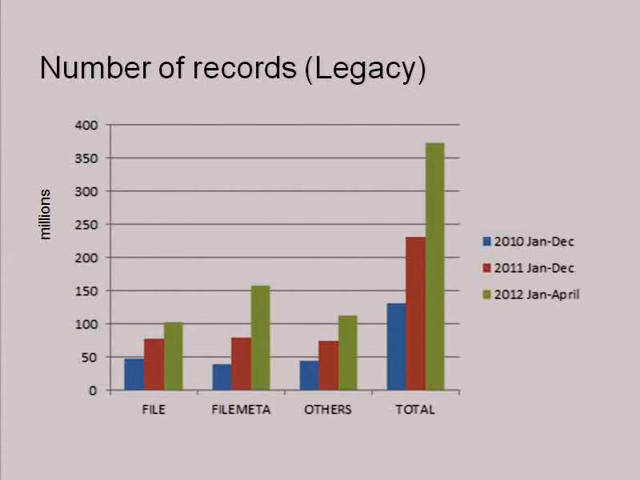 Number of records (Legacy)
millions
400
350
300
250
200
150
100
50
0
FILE FILEMETA OTHERS TOTAL
2010 Jan-Dec
2011 Jan-Dec
2012 Jan-April